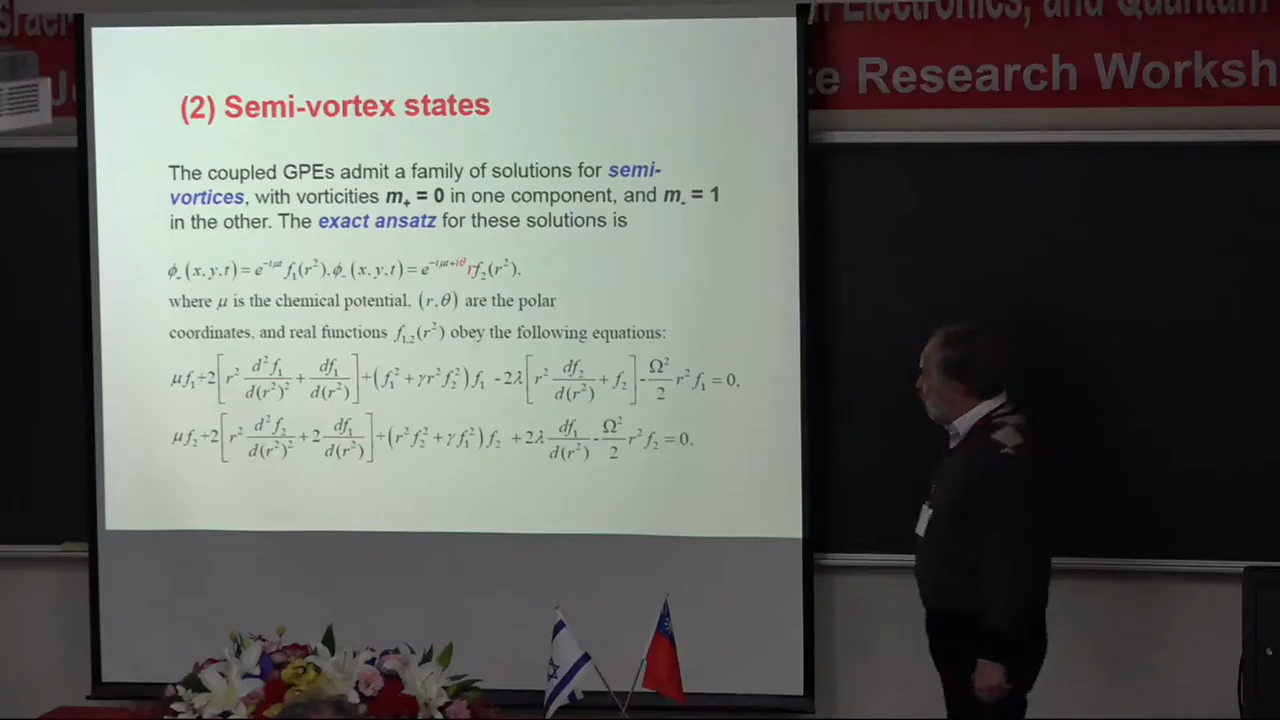 Electronics, and Quantum
te Research Worksh
(2) Semi-vortex states
The coupled GPEs admit a family of solutions for semi-
vortices, with vorticities m₊ = 0 in one component, and m₋ = 1
in the other. The exact ansatz for these solutions is
ϕ₊(x,y,t) = e^{-iμt} f₁(r²), ϕ₋(x,y,t) = e^{-iμt+iθ} r f₂(r²),
where μ is the chemical potential, (r,θ) are the polar
coordinates, and real functions f₁,₂(r²) obey the following equations:
μf₁+2[r² d²f₁/d(r²)² + df₁/d(r²)]+(f₁² + γr²f₂²)f₁ -2λ[r² df₂/d(r²) + f₂] - Ω²/2 r²f₁ = 0,
μf₂+2[r² d²f₂/d(r²)² + 2 df₁/d(r²)]+(r²f₂² + γf₁²)f₂ +2λ df₁/d(r²) - Ω²/2 r²f₂ = 0.